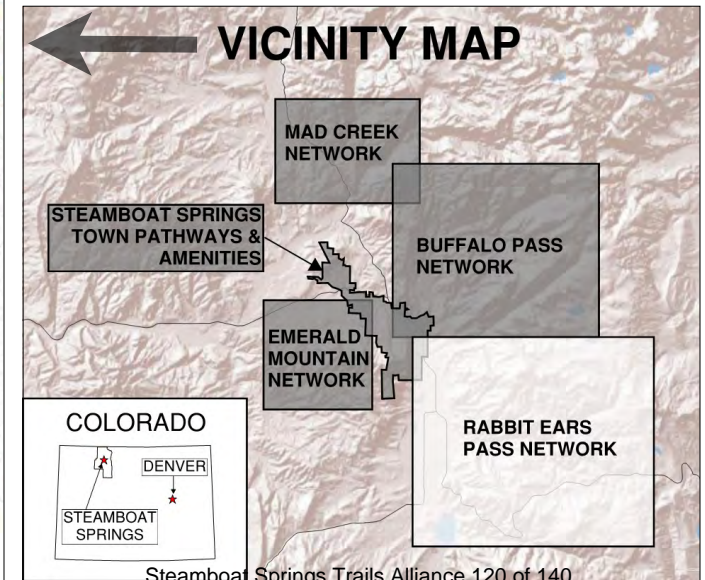 VICINITY MAP
MAD CREEK
NETWORK
STEAMBOAT SPRINGS
TOWN PATHWAYS &
AMENITIES
BUFFALO PASS
NETWORK
EMERALD
MOUNTAIN
NETWORK
RABBIT EARS
PASS NETWORK
COLORADO
DENVER
STEAMBOAT
SPRINGS
Steamboat Springs Trails Alliance 120 of 140